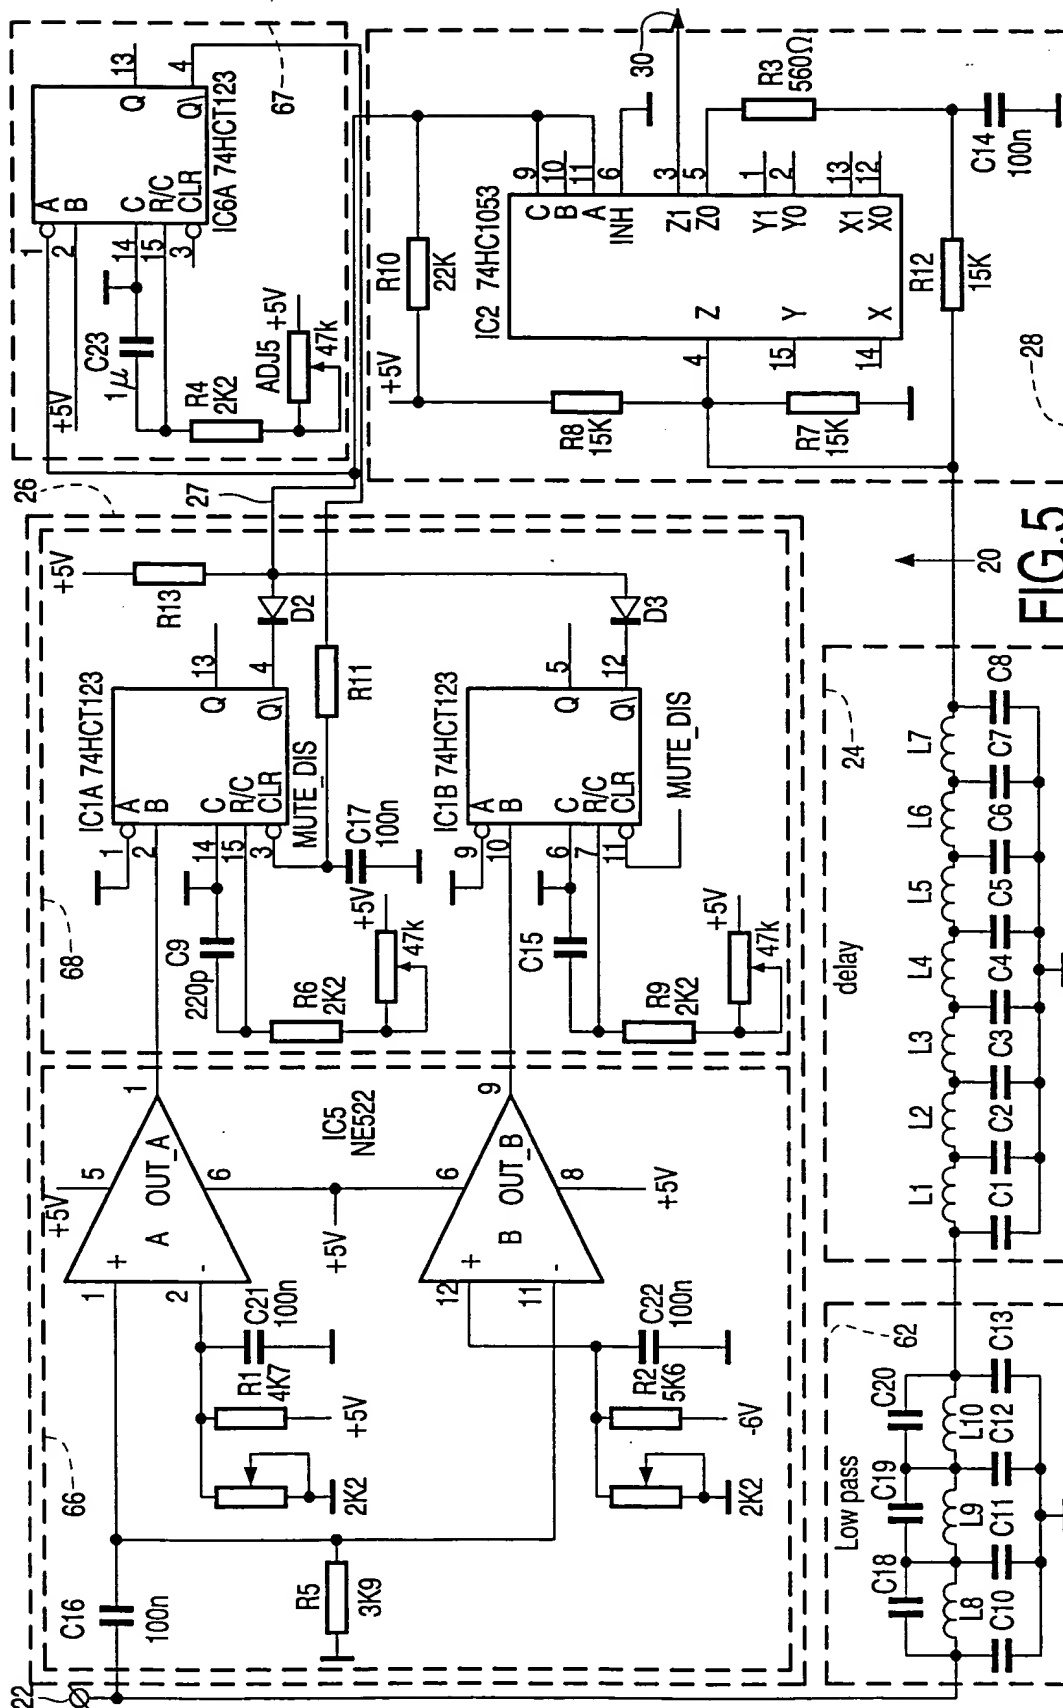 22
C16
100n
66
R5
3K9
+5V
5
1
+
A OUT_A
1
2
-
6
R1
4K7
C21
100n
+5V
2K2
+5V
IC5
NE522
12
+
B OUT_B
9
11
-
6
8
+5V
R2
5K6
C22
100n
-6V
2K2
26
68
IC1A 74HCT123
1
A
2
B
14
C
15
R/C
3
CLR
Q
13
Q\
4
MUTE_DIS
C9
220p
R6
2K2
+5V
47k
C17
100n
+5V
R13
D2
R11
27
IC1B 74HCT123
9
A
10
B
6
C
7
R/C
11
CLR
Q
5
Q\
12
MUTE_DIS
C15
R9
2K2
+5V
47k
D3
67
IC6A 74HCT123
1
A
2
B
14
C
15
R/C
3
CLR
Q
13
Q\
4
+5V
C23
1µ
R4
2K2
ADJ5
+5V
47k
+5V
R10
22K
R8
15K
R7
15K
IC2 74HC1053
9
C
10
B
11
A
6
INH
3
Z1
5
Z0
1
Y1
2
Y0
13
X1
12
X0
4
Z
15
Y
14
X
30
R3
560Ω
R12
15K
C14
100n
28
Low pass
62
C18
C19
C20
L8
L9
L10
C10
C11
C12
C13
delay
24
L1
L2
L3
L4
L5
L6
L7
C1
C2
C3
C4
C5
C6
C7
C8
20
FIG.5